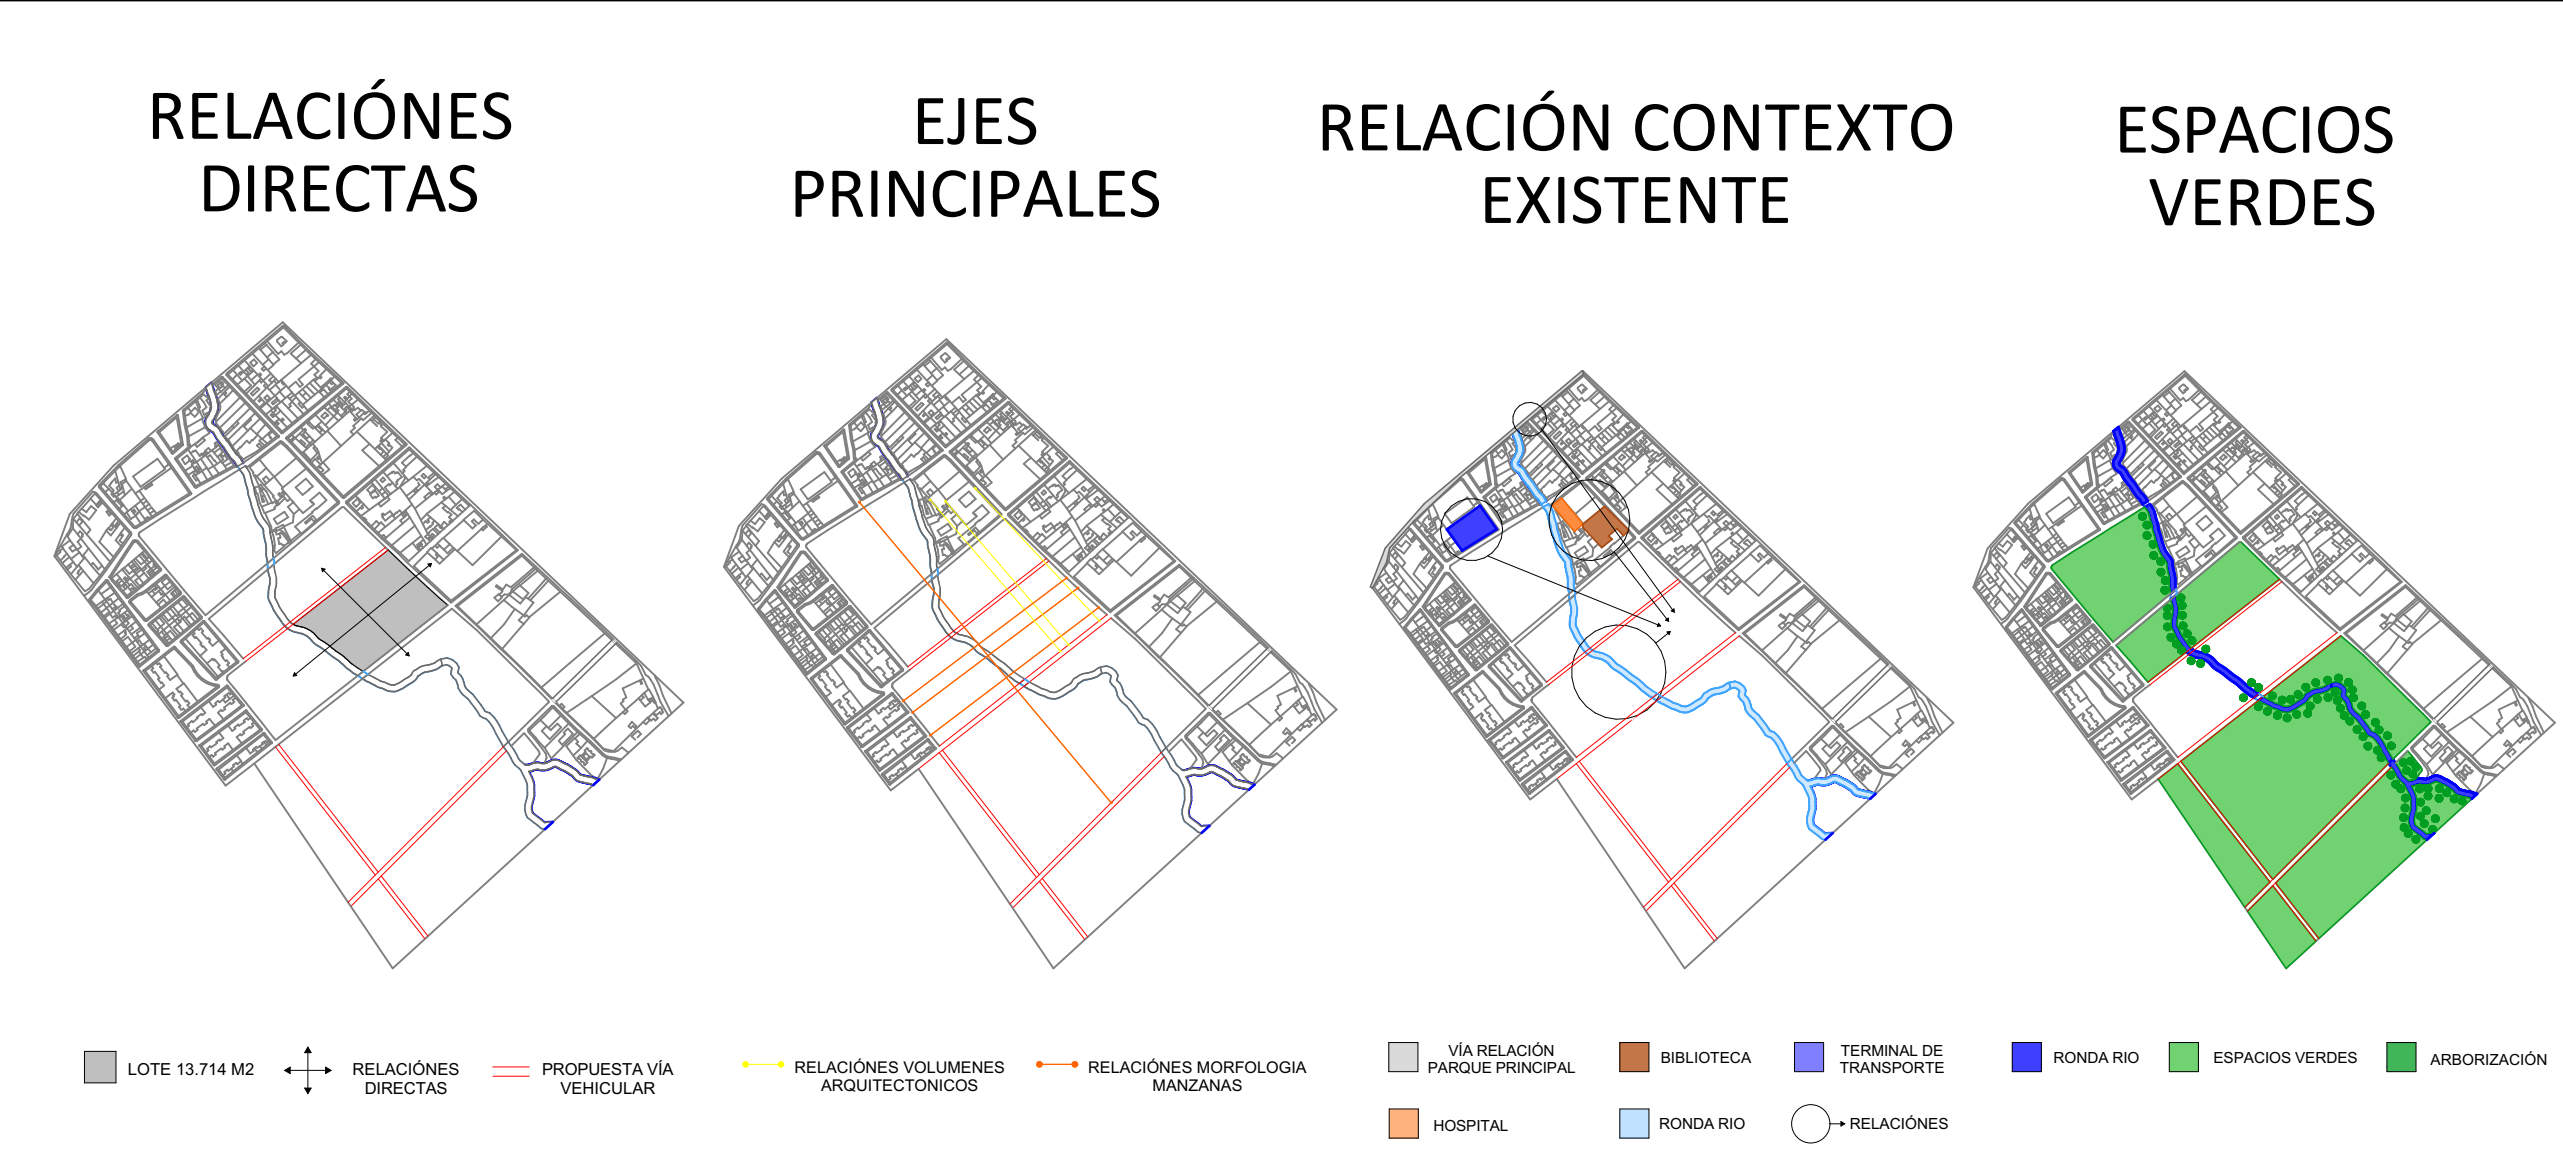 RELACIÓNES
DIRECTAS
EJES
PRINCIPALES
RELACIÓN CONTEXTO
EXISTENTE
ESPACIOS
VERDES
LOTE 13.714 M2
RELACIÓNES
DIRECTAS
PROPUESTA VÍA
VEHICULAR
RELACIÓNES VOLUMENES
ARQUITECTONICOS
RELACIÓNES MORFOLOGIA
MANZANAS
VÍA RELACIÓN
PARQUE PRINCIPAL
BIBLIOTECA
TERMINAL DE
TRANSPORTE
HOSPITAL
RONDA RIO
RELACIÓNES
RONDA RIO
ESPACIOS VERDES
ARBORIZACIÓN